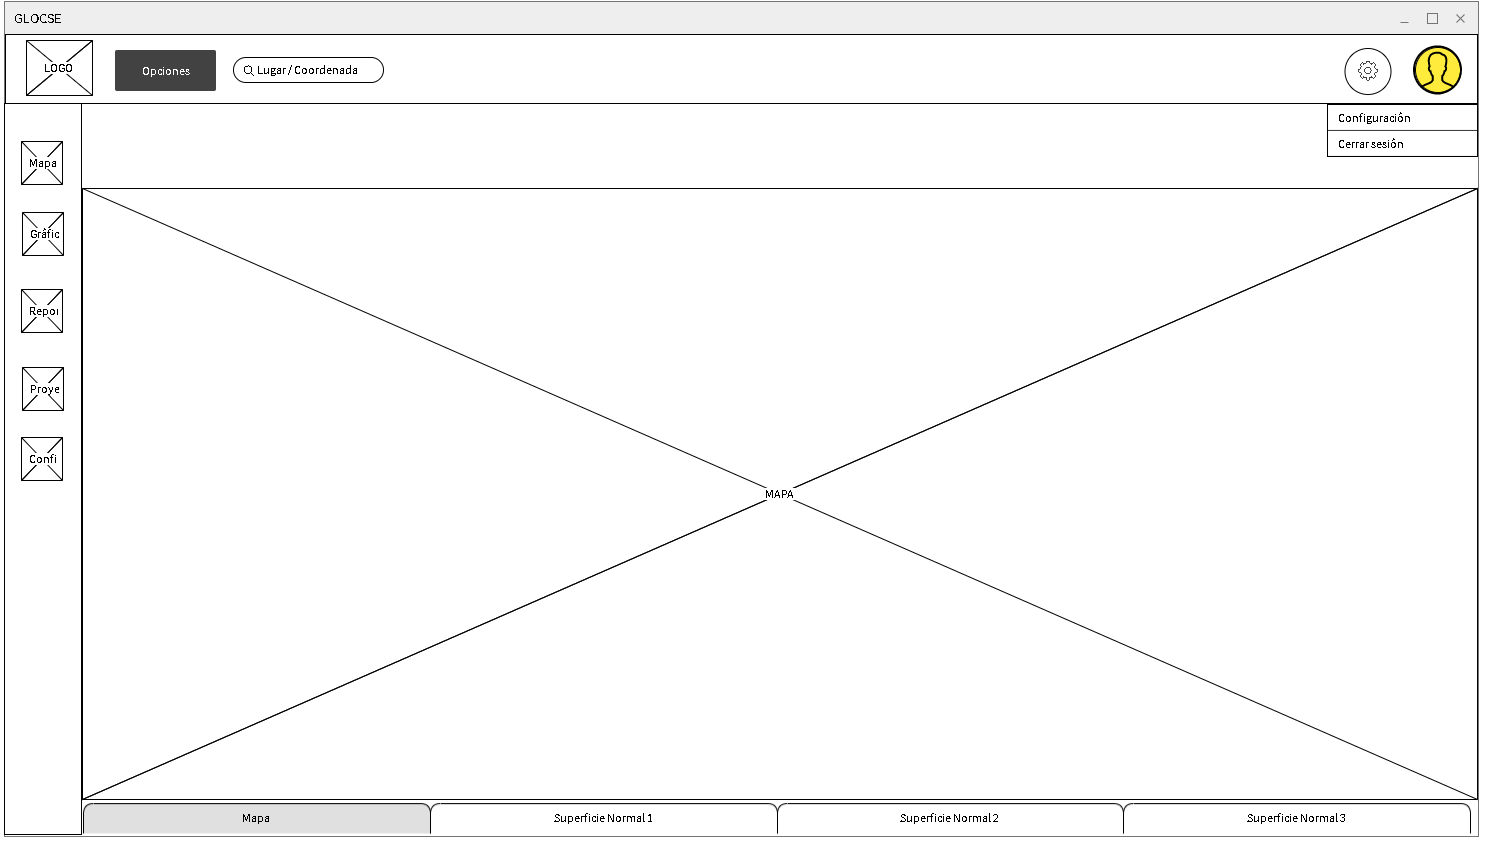 GLOCSE
LOGO
Opciones
Lugar / Coordenada
Configuración
Cerrar sesión
Mapa
Gráfic
Repor
Proye
Confi
MAPA
Mapa
Superficie Normal 1
Superficie Normal 2
Superficie Normal 3